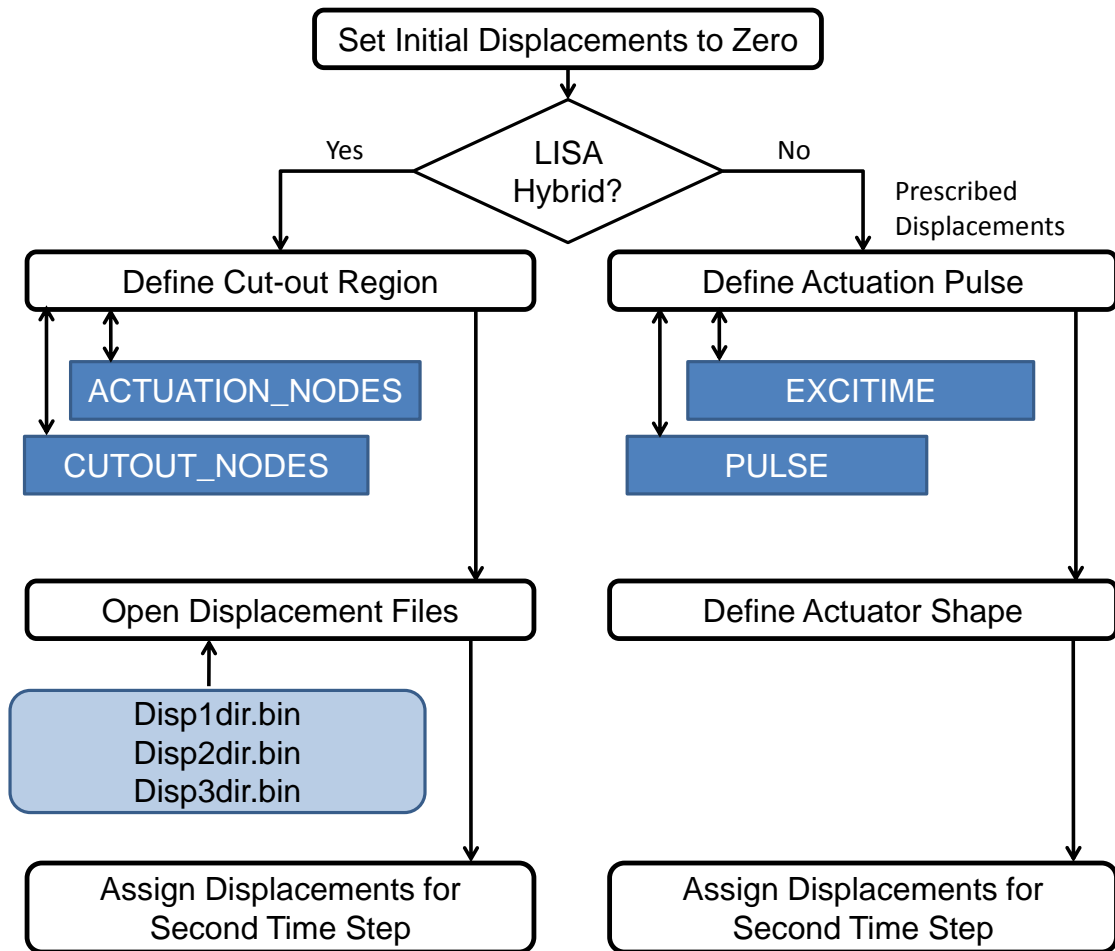 Set Initial Displacements to Zero
LISA
Hybrid?
Yes
No
Prescribed
Displacements
Define Cut-out Region
ACTUATION_NODES
CUTOUT_NODES
Open Displacement Files
Disp1dir.bin
Disp2dir.bin
Disp3dir.bin
Assign Displacements for
Second Time Step
Define Actuation Pulse
EXCITIME
PULSE
Define Actuator Shape
Assign Displacements for
Second Time Step